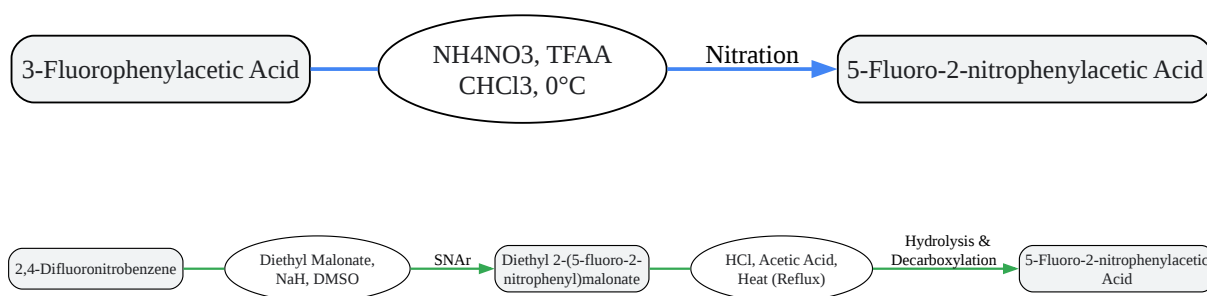 3-Fluorophenylacetic Acid
NH4NO3, TFAA
CHCl3, 0°C
Nitration
5-Fluoro-2-nitrophenylacetic Acid
2,4-Difluoronitrobenzene
Diethyl Malonate,
NaH, DMSO
SNAr
Diethyl 2-(5-fluoro-2-
nitrophenyl)malonate
HCl, Acetic Acid,
Heat (Reflux)
Hydrolysis &
Decarboxylation
5-Fluoro-2-nitrophenylacetic
Acid